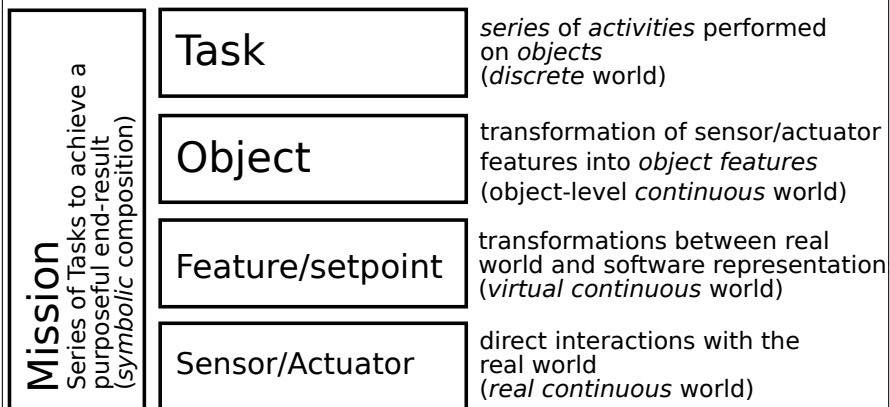 Mission
Series of Tasks to achieve a
purposeful end-result
(symbolic composition)
Task
series of activities performed
on objects
(discrete world)
Object
transformation of sensor/actuator
features into object features
(object-level continuous world)
Feature/setpoint
transformations between real
world and software representation
(virtual continuous world)
Sensor/Actuator
direct interactions with the
real world
(real continuous world)